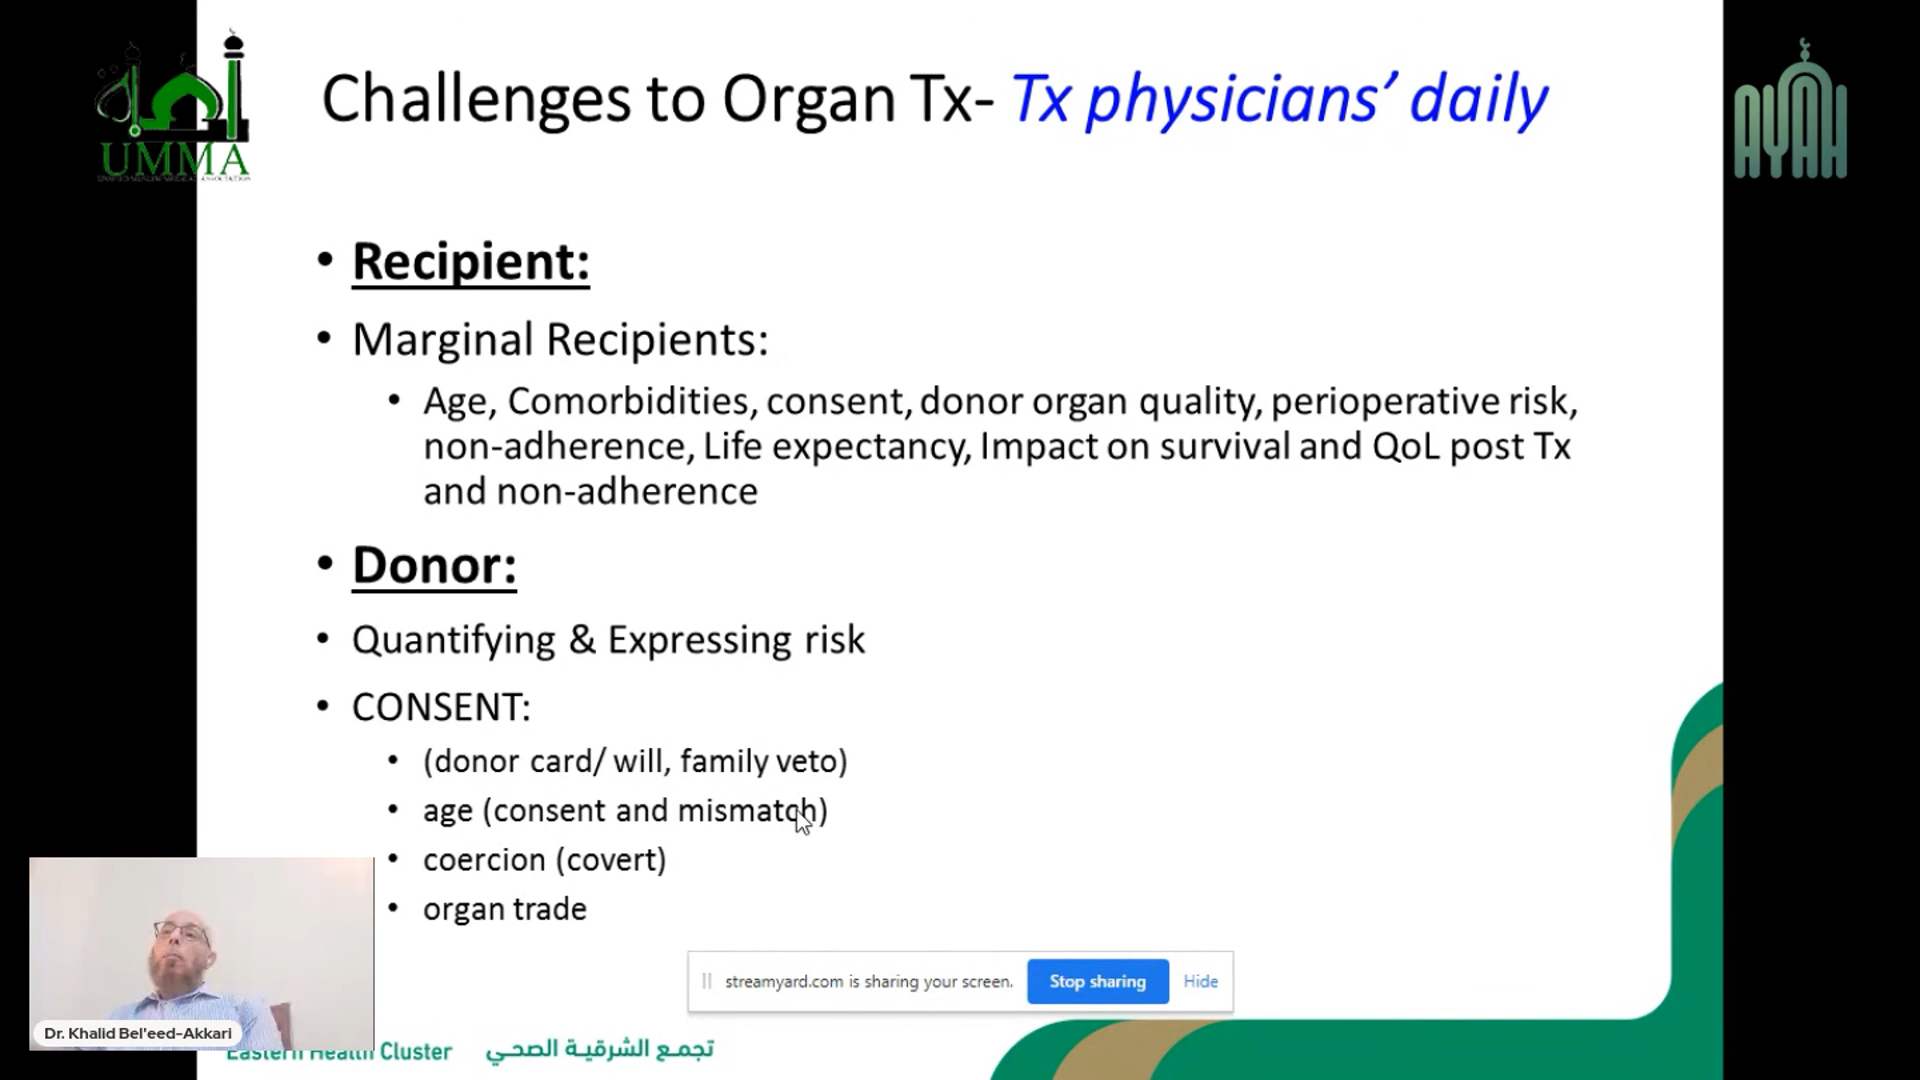 UMMA
AYAH
Challenges to Organ Tx- Tx physicians’ daily
• Recipient:
• Marginal Recipients:
• Age, Comorbidities, consent, donor organ quality, perioperative risk,
non-adherence, Life expectancy, Impact on survival and QoL post Tx
and non-adherence
• Donor:
• Quantifying & Expressing risk
• CONSENT:
• (donor card/ will, family veto)
• age (consent and mismatch)
• coercion (covert)
• organ trade
streamyard.com is sharing your screen. Stop sharing Hide
Dr. Khalid Bel'eed-Akkari
Eastern Health Cluster تجمع الشرقية الصحي